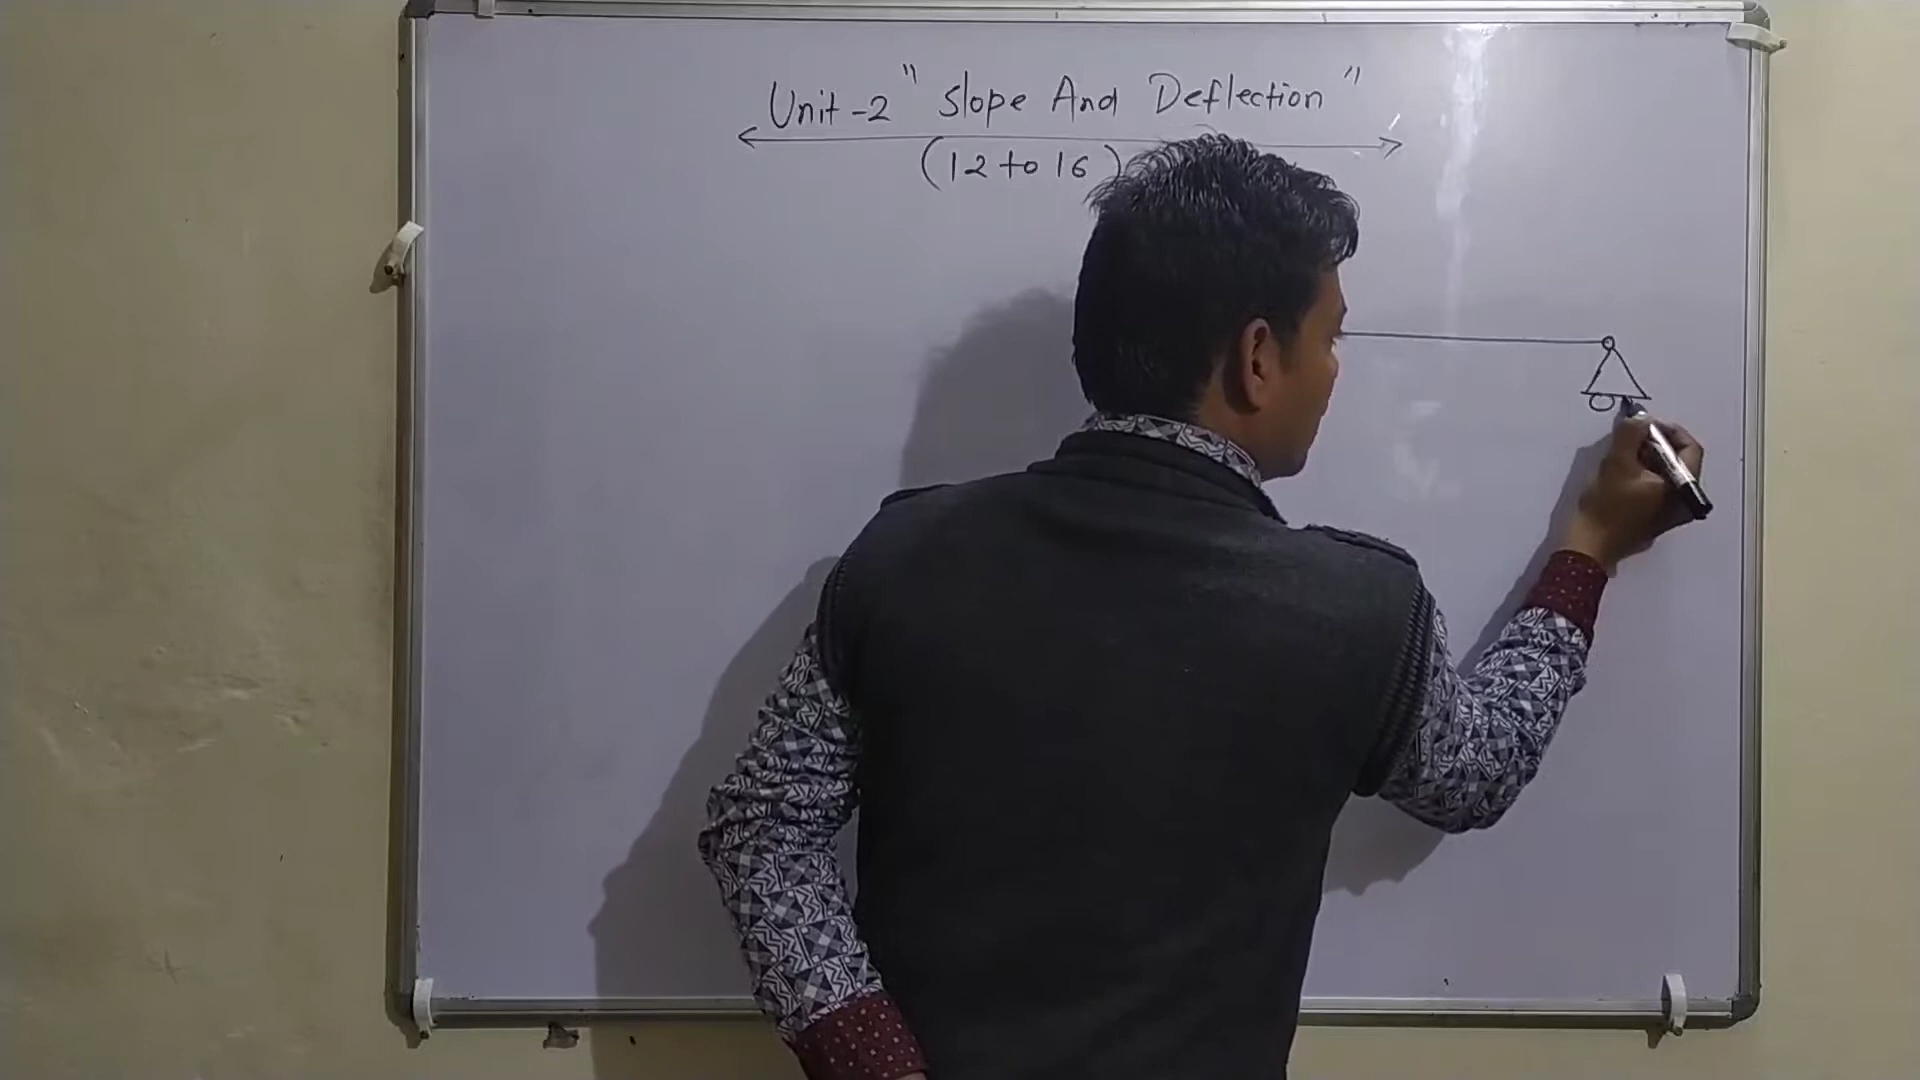 Unit-2 "Slope And Deflection"
(12 to 16)